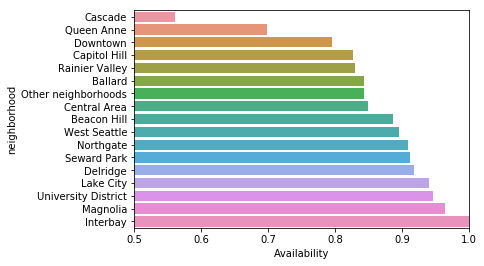 Cascade
Queen Anne
Downtown
Capitol Hill
Rainier Valley
Ballard
Other neighborhoods
Central Area
Beacon Hill
West Seattle
Northgate
Seward Park
Delridge
Lake City
University District
Magnolia
Interbay
neighborhood
0.5 0.6 0.7 0.8 0.9 1.0
Availability